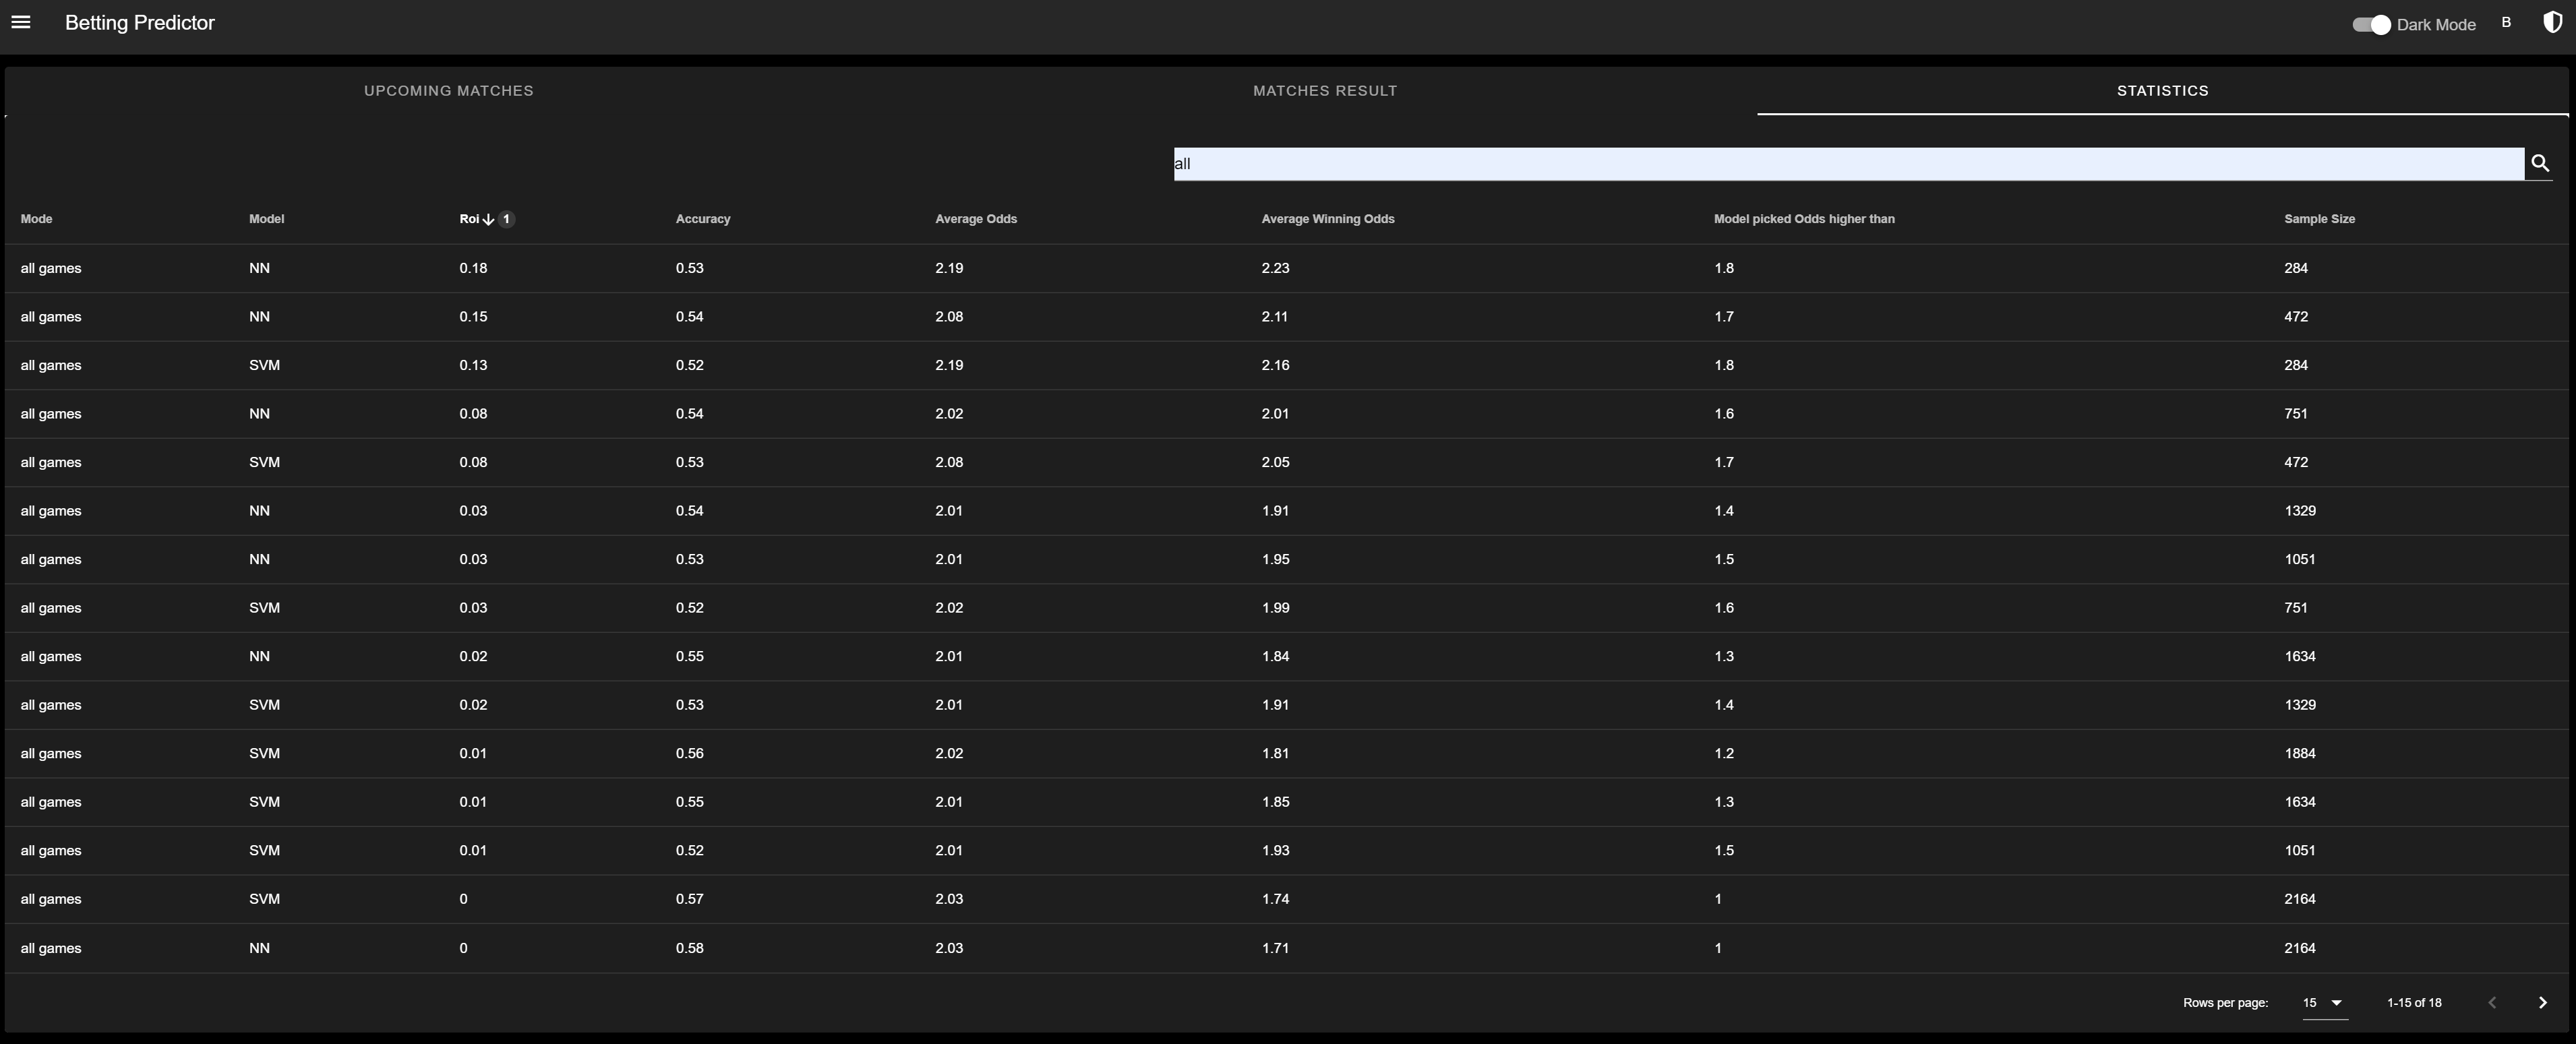 Betting Predictor
Dark Mode B
UPCOMING MATCHES MATCHES RESULT STATISTICS
all
Mode Model Roi 1 Accuracy Average Odds Average Winning Odds Model picked Odds higher than Sample Size
all games NN 0.18 0.53 2.19 2.23 1.8 284
all games NN 0.15 0.54 2.08 2.11 1.7 472
all games SVM 0.13 0.52 2.19 2.16 1.8 284
all games NN 0.08 0.54 2.02 2.01 1.6 751
all games SVM 0.08 0.53 2.08 2.05 1.7 472
all games NN 0.03 0.54 2.01 1.91 1.4 1329
all games NN 0.03 0.53 2.01 1.95 1.5 1051
all games SVM 0.03 0.52 2.02 1.99 1.6 751
all games NN 0.02 0.55 2.01 1.84 1.3 1634
all games SVM 0.02 0.53 2.01 1.91 1.4 1329
all games SVM 0.01 0.56 2.02 1.81 1.2 1884
all games SVM 0.01 0.55 2.01 1.85 1.3 1634
all games SVM 0.01 0.52 2.01 1.93 1.5 1051
all games SVM 0 0.57 2.03 1.74 1 2164
all games NN 0 0.58 2.03 1.71 1 2164
Rows per page: 15 1-15 of 18